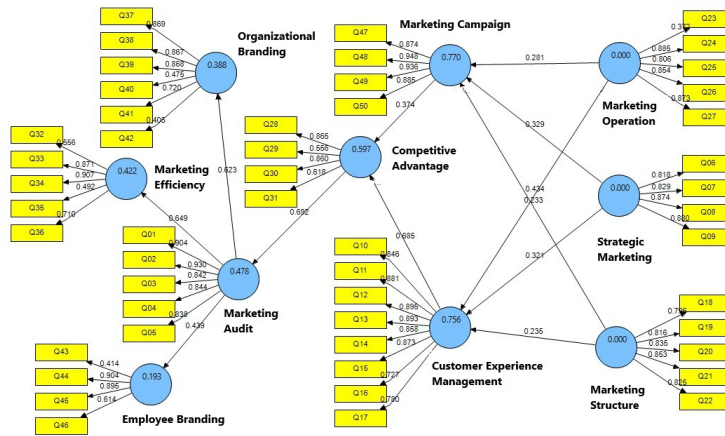 Q37
0.869
Q38
0.867
Q39
0.868
Q40
0.475
Q41
0.720
Q42
0.405
Organizational
Branding
0.388
Q32
0.556
Q33
0.871
Q34
0.907
Q35
0.492
Q36
0.710
Marketing
Efficiency
0.422
0.623
0.649
Q01
0.904
Q02
0.930
Q03
0.842
Q04
0.844
Q05
0.838
0.478
Marketing
Audit
0.439
Q43
0.414
Q44
0.904
Q45
0.895
Q46
0.614
0.193
Employee Branding
Q47
0.874
Q48
0.948
Q49
0.936
Q50
0.885
Marketing Campaign
0.770
0.374
Q28
0.865
Q29
0.556
Q30
0.860
Q31
0.618
0.597
Competitive
Advantage
0.692
0.685
Q10
0.846
Q11
0.881
Q12
0.895
Q13
0.893
Q14
0.858
Q15
0.873
Q16
0.727
Q17
0.780
0.756
Customer Experience
Management
0.281
0.329
0.434
0.233
0.321
0.235
Q23
0.373
Q24
0.885
Q25
0.806
Q26
0.854
Q27
0.873
0.000
Marketing
Operation
Q06
0.818
Q07
0.829
Q08
0.874
Q09
0.880
0.000
Strategic
Marketing
Q18
Q19
0.816
Q20
0.835
Q21
0.853
Q22
0.825
0.000
Marketing
Structure